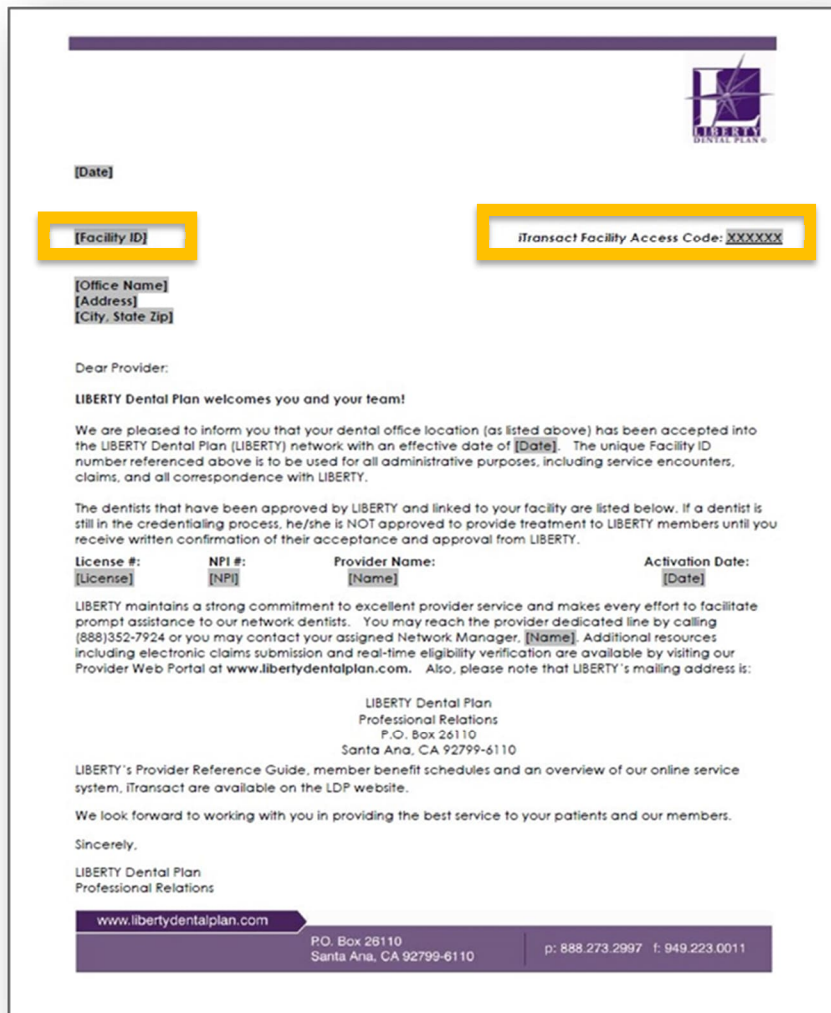 LIBERTY
DENTAL PLAN®
[Date]
[Facility ID]
iTransact Facility Access Code: XXXXXX
[Office Name]
[Address]
[City, State Zip]
Dear Provider:
LIBERTY Dental Plan welcomes you and your team!
We are pleased to inform you that your dental office location (as listed above) has been accepted into
the LIBERTY Dental Plan (LIBERTY) network with an effective date of [Date]. The unique Facility ID
number referenced above is to be used for all administrative purposes, including service encounters,
claims, and all correspondence with LIBERTY.
The dentists that have been approved by LIBERTY and linked to your facility are listed below. If a dentist is
still in the credentialing process, he/she is NOT approved to provide treatment to LIBERTY members until you
receive written confirmation of their acceptance and approval from LIBERTY.
License #: NPI #: Provider Name: Activation Date:
[License] [NPI] [Name] [Date]
LIBERTY maintains a strong commitment to excellent provider service and makes every effort to facilitate
prompt assistance to our network dentists. You may reach the provider dedicated line by calling
(888)352-7924 or you may contact your assigned Network Manager, [Name]. Additional resources
including electronic claims submission and real-time eligibility verification are available by visiting our
Provider Web Portal at www.libertydentalplan.com. Also, please note that LIBERTY's mailing address is:
LIBERTY Dental Plan
Professional Relations
P.O. Box 26110
Santa Ana, CA 92799-6110
LIBERTY's Provider Reference Guide, member benefit schedules and an overview of our online service
system, iTransact are available on the LDP website.
We look forward to working with you in providing the best service to your patients and our members.
Sincerely,
LIBERTY Dental Plan
Professional Relations
www.libertydentalplan.com
P.O. Box 26110
Santa Ana, CA 92799-6110
p: 888.273.2997 f: 949.223.0011